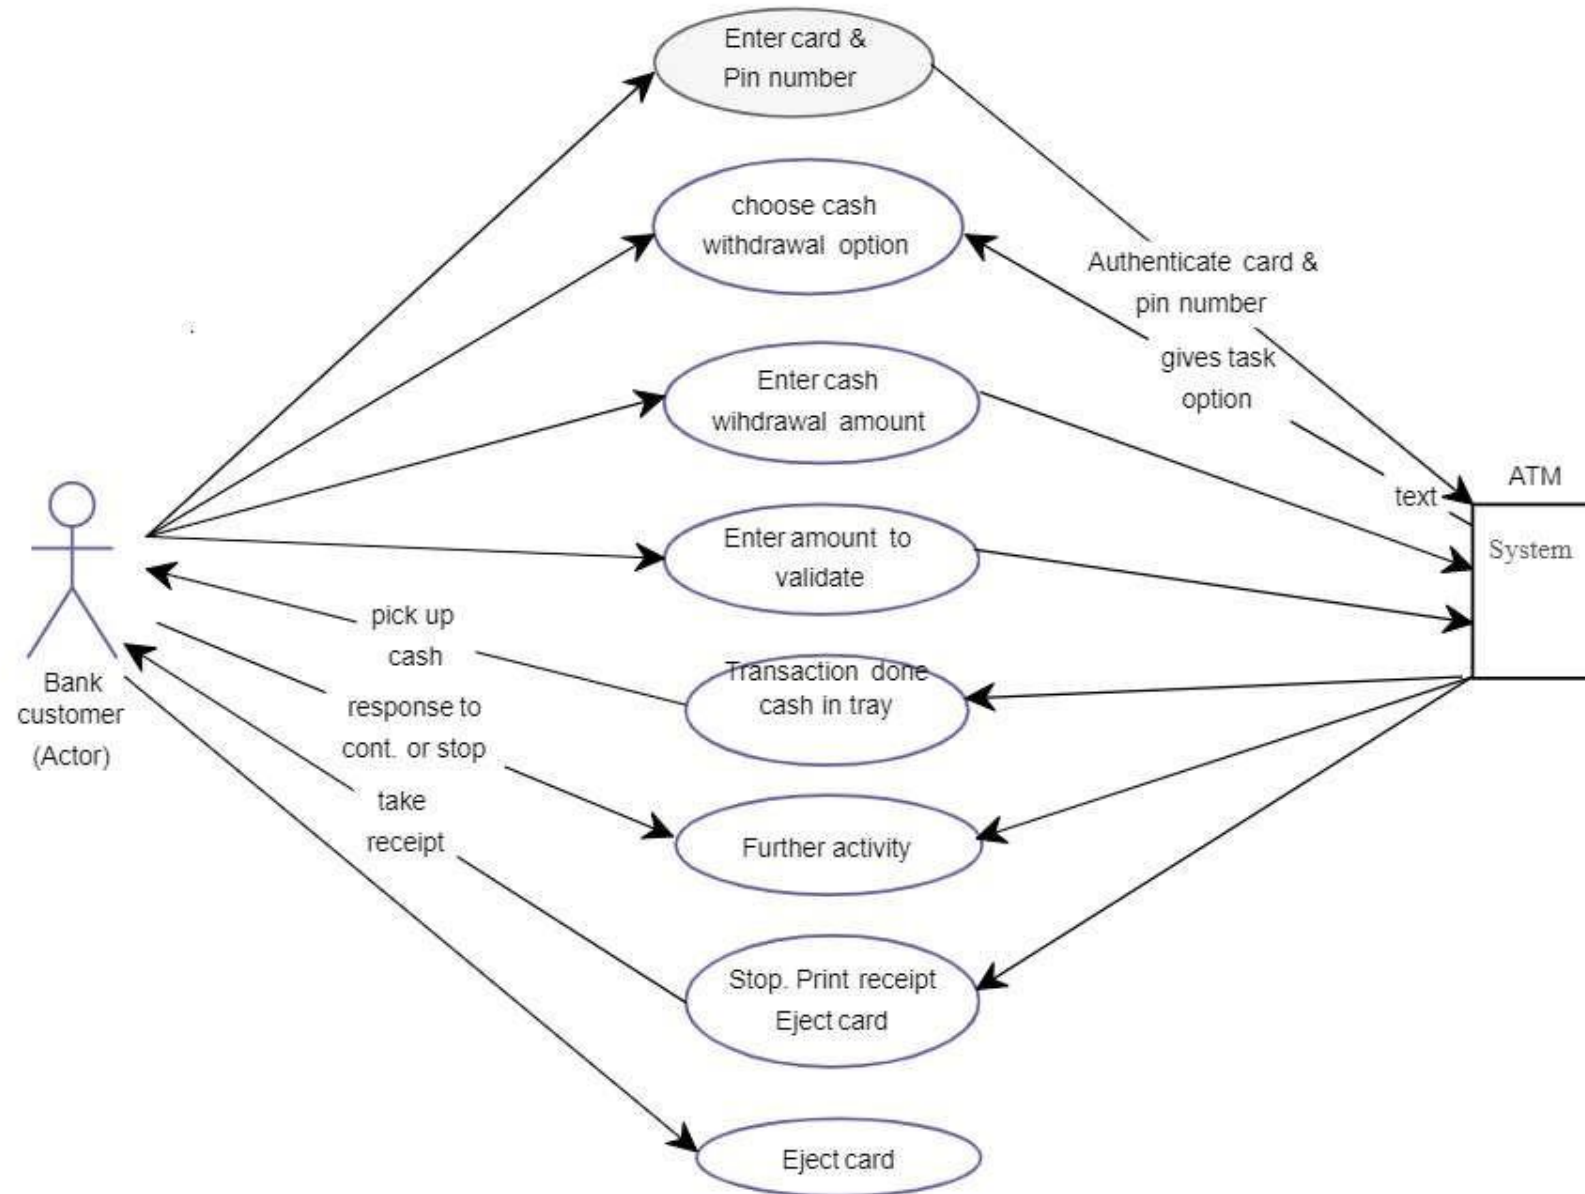 Enter card &
Pin number
choose cash
withdrawal option
Authenticate card &
pin number
gives task
option
Enter cash
wihdrawal amount
text
ATM
System
Enter amount to
validate
pick up
cash
Transaction done
cash in tray
Bank
customer
(Actor)
response to
cont. or stop
take
receipt
Further activity
Stop. Print receipt
Eject card
Eject card